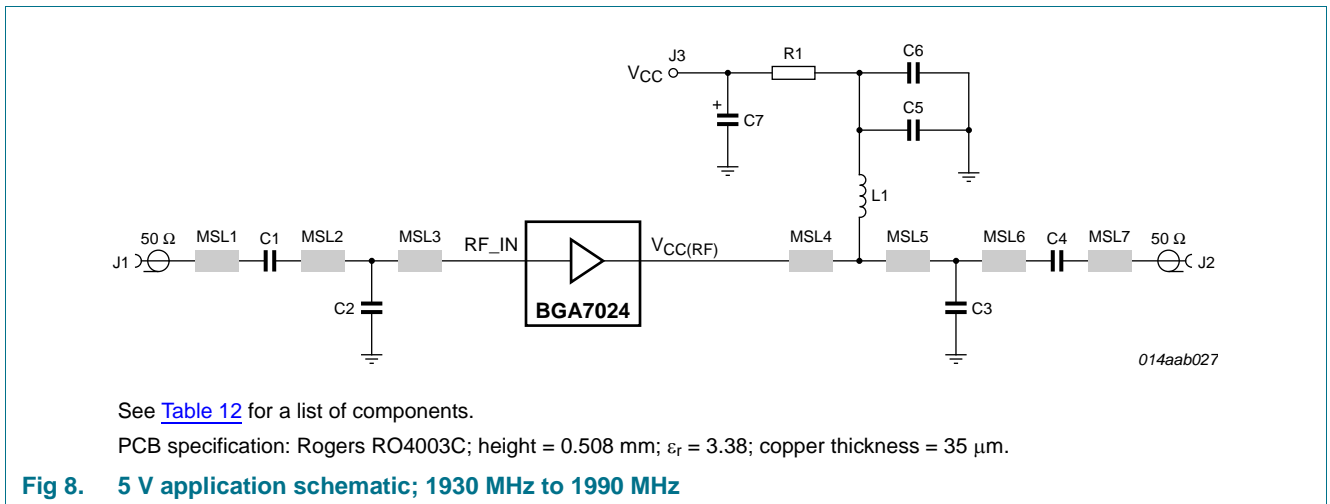 J3
R1
C6
VCC
+
C7
C5
L1
50 Ω
MSL1
C1
MSL2
MSL3
RF_IN
VCC(RF)
MSL4
MSL5
MSL6
C4
MSL7
50 Ω
J1
J2
C2
BGA7024
C3
014aab027
See Table 12 for a list of components.
PCB specification: Rogers RO4003C; height = 0.508 mm; εr = 3.38; copper thickness = 35 μm.
Fig 8. 5 V application schematic; 1930 MHz to 1990 MHz